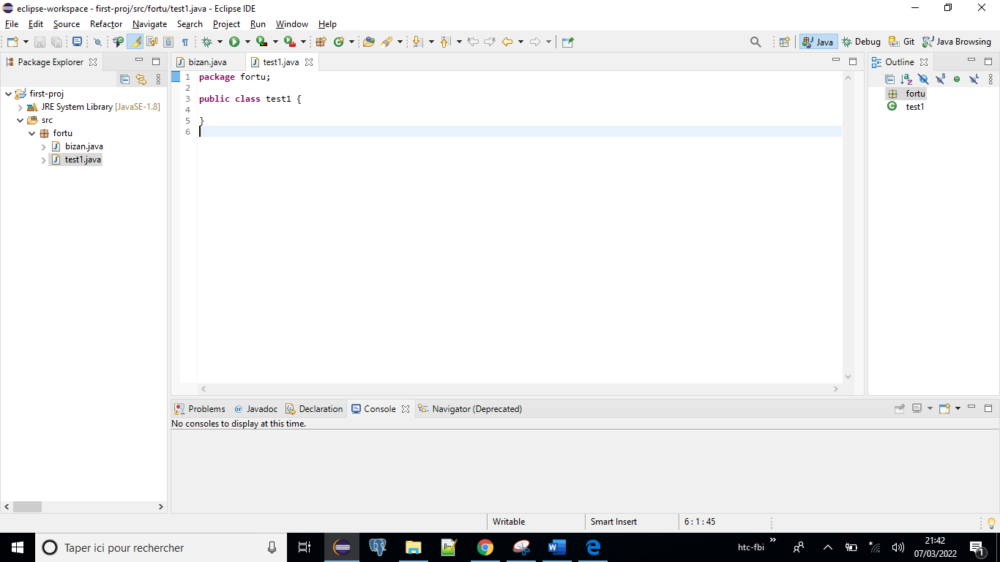 eclipse-workspace - first-proj/src/fortu/test1.java - Eclipse IDE
File Edit Source Refactor Navigate Search Project Run Window Help
Java Debug Git Java Browsing
Package Explorer
bizan.java test1.java
Outline
first-proj
JRE System Library [JavaSE-1.8]
src
fortu
bizan.java
test1.java
1 package fortu;
2
3 public class test1 {
4
5 }
6
fortu
test1
Problems @ Javadoc Declaration Console Navigator (Deprecated)
No consoles to display at this time.
Writable Smart Insert 6 : 1 : 45
Taper ici pour rechercher
htc-fbi
21:42
07/03/2022
1